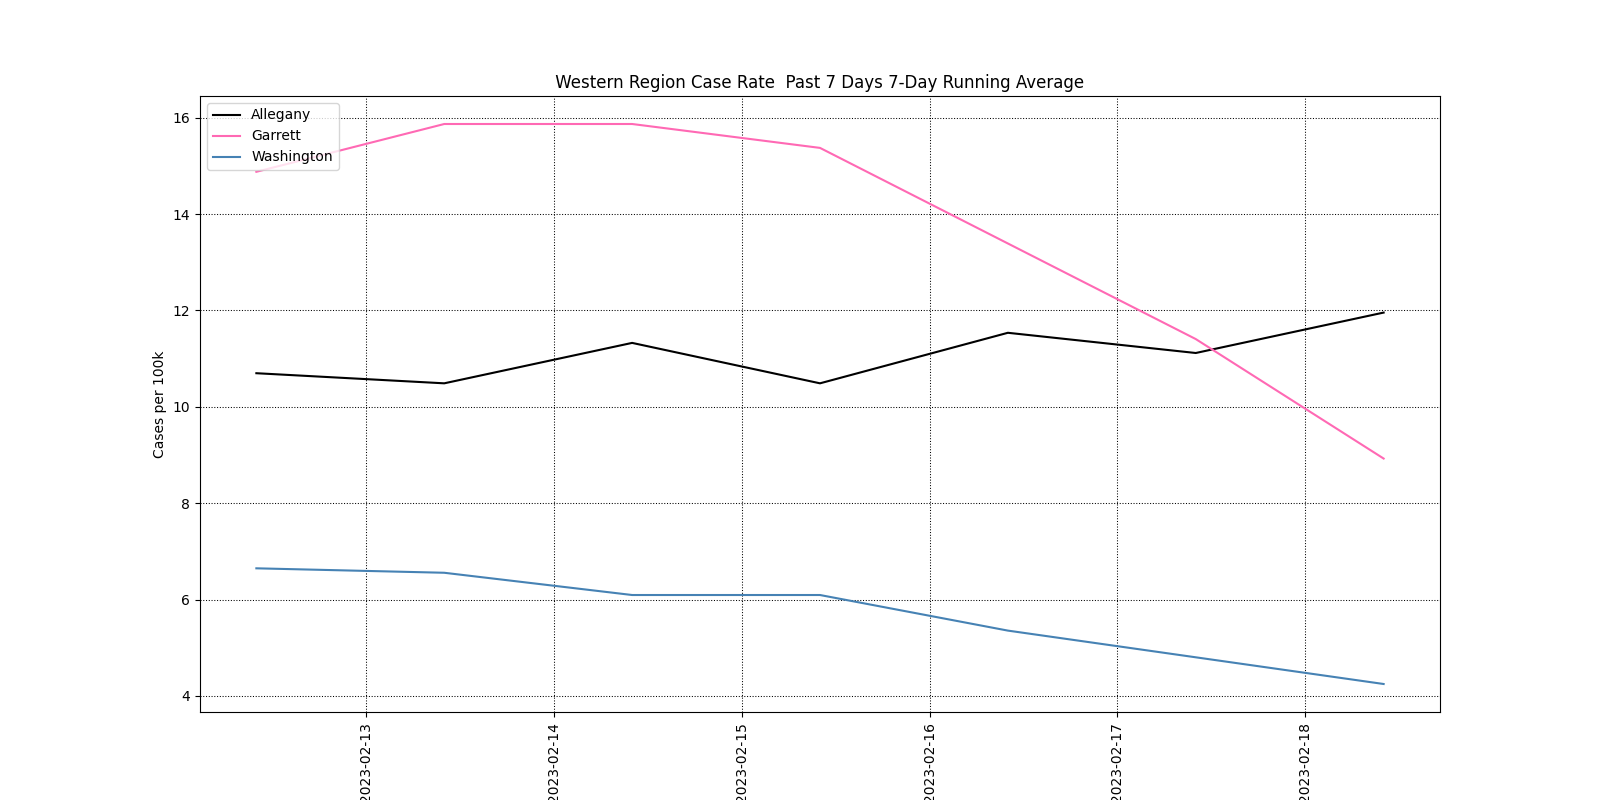 Western Region Case Rate  Past 7 Days 7-Day Running Average
Allegany
Garrett
Washington
Cases per 100k
16
14
12
10
8
6
4
2023-02-13
2023-02-14
2023-02-15
2023-02-16
2023-02-17
2023-02-18